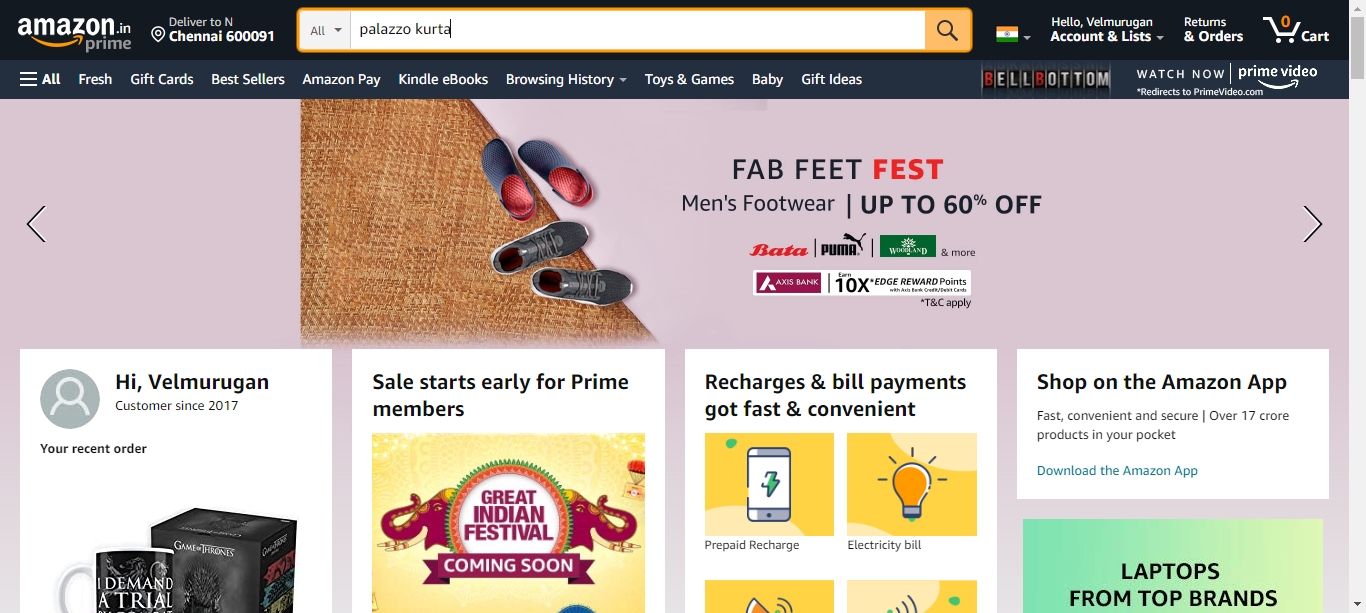 amazon.in
prime
Deliver to N
Chennai 600091
All
palazzo kurta
Hello, Velmurugan
Account & Lists
Returns
& Orders
0
Cart
All
Fresh
Gift Cards
Best Sellers
Amazon Pay
Kindle eBooks
Browsing History
Toys & Games
Baby
Gift Ideas
BELLBOTTOM
WATCH NOW
prime video
*Redirects to PrimeVideo.com
FAB FEET FEST
Men's Footwear | UP TO 60% OFF
Bata | PUMA | WOODLAND & more
AXIS BANK | Earn
10X *EDGE REWARD Points
with Axis Bank Credit/Debit Cards
*T&C apply
Hi, Velmurugan
Customer since 2017
Your recent order
GAME OF THRONES
I DEMAND
A TRIAL
Sale starts early for Prime
members
GREAT
INDIAN
FESTIVAL
COMING SOON
Recharges & bill payments
got fast & convenient
Prepaid Recharge
Electricity bill
Shop on the Amazon App
Fast, convenient and secure | Over 17 crore
products in your pocket
Download the Amazon App
LAPTOPS
FROM TOP BRANDS